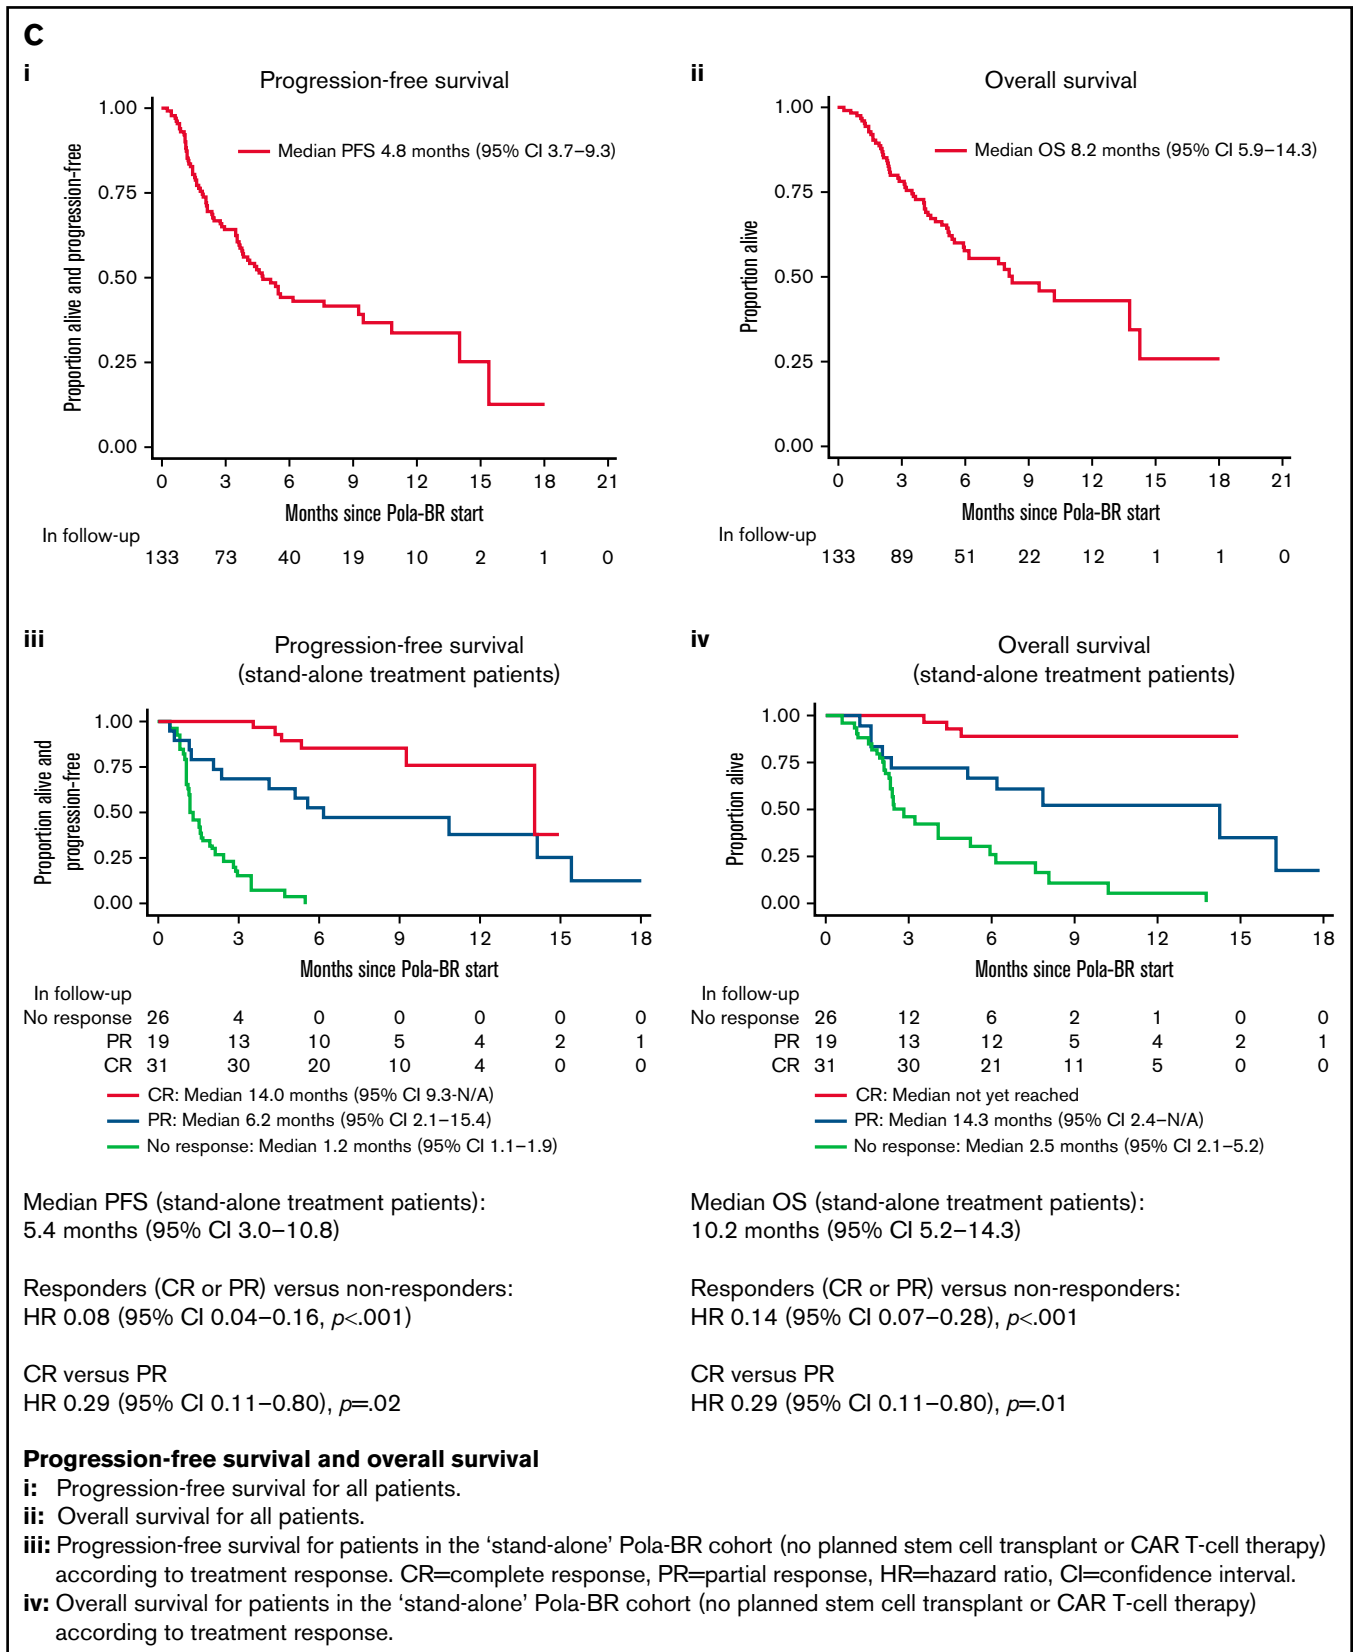 C
i
Progression-free survival
1.00
0.75
0.50
0.25
0.00
Proportion alive and progression-free
Median PFS 4.8 months (95% CI 3.7–9.3)
0 3 6 9 12 15 18 21
Months since Pola-BR start
In follow-up
133 73 40 19 10 2 1 0
ii
Overall survival
1.00
0.75
0.50
0.25
0.00
Proportion alive
Median OS 8.2 months (95% CI 5.9–14.3)
0 3 6 9 12 15 18 21
Months since Pola-BR start
In follow-up
133 89 51 22 12 1 1 0
iii
Progression-free survival
(stand-alone treatment patients)
1.00
0.75
0.50
0.25
0.00
Proportion alive and
progression-free
0 3 6 9 12 15 18
Months since Pola-BR start
In follow-up
No response 26 4 0 0 0 0 0
PR 19 13 10 5 4 2 1
CR 31 30 20 10 4 0 0
CR: Median 14.0 months (95% CI 9.3-N/A)
PR: Median 6.2 months (95% CI 2.1–15.4)
No response: Median 1.2 months (95% CI 1.1–1.9)
Median PFS (stand-alone treatment patients):
5.4 months (95% CI 3.0–10.8)
Responders (CR or PR) versus non-responders:
HR 0.08 (95% CI 0.04–0.16, p<.001)
CR versus PR
HR 0.29 (95% CI 0.11–0.80), p=.02
iv
Overall survival
(stand-alone treatment patients)
1.00
0.75
0.50
0.25
0.00
Proportion alive
0 3 6 9 12 15 18
Months since Pola-BR start
In follow-up
No response 26 12 6 2 1 0 0
PR 19 13 12 5 4 2 1
CR 31 30 21 11 5 0 0
CR: Median not yet reached
PR: Median 14.3 months (95% CI 2.4–N/A)
No response: Median 2.5 months (95% CI 2.1–5.2)
Median OS (stand-alone treatment patients):
10.2 months (95% CI 5.2–14.3)
Responders (CR or PR) versus non-responders:
HR 0.14 (95% CI 0.07–0.28), p<.001
CR versus PR
HR 0.29 (95% CI 0.11–0.80), p=.01
Progression-free survival and overall survival
i: Progression-free survival for all patients.
ii: Overall survival for all patients.
iii: Progression-free survival for patients in the ‘stand-alone’ Pola-BR cohort (no planned stem cell transplant or CAR T-cell therapy)
according to treatment response. CR=complete response, PR=partial response, HR=hazard ratio, CI=confidence interval.
iv: Overall survival for patients in the ‘stand-alone’ Pola-BR cohort (no planned stem cell transplant or CAR T-cell therapy)
according to treatment response.